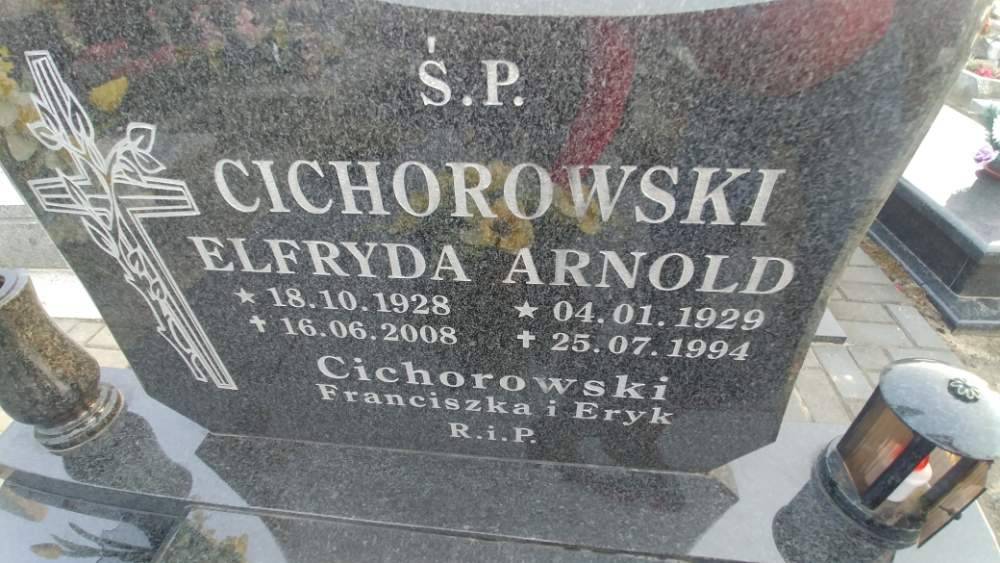 Ś.P.
CICHOROWSKI
ELFRYDA ARNOLD
★ 18.10.1928 ★ 04.01.1929
✝ 16.06.2008 ✝ 25.07.1994
Cichorowski
Franciszka i Eryk
R.i.P.